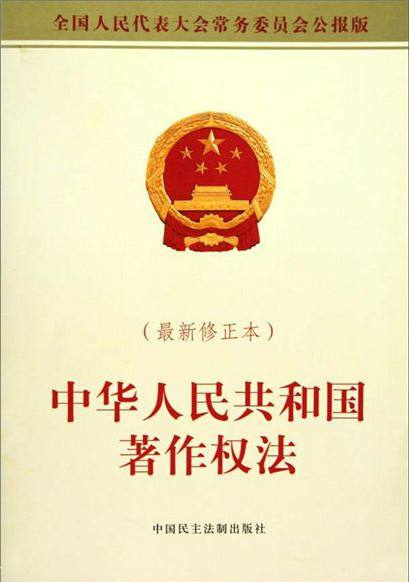 全国人民代表大会常务委员会公报版
（最新修正本）
中华人民共和国
著作权法
中国民主法制出版社